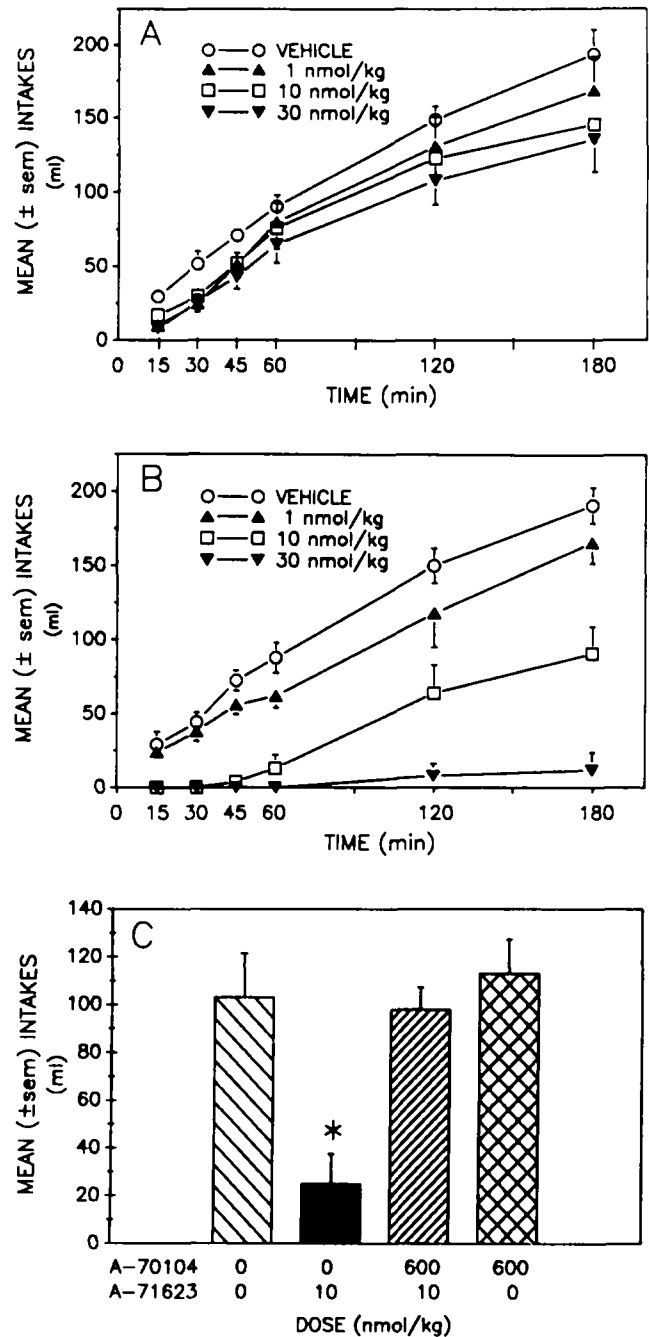 A
VEHICLE
1 nmol/kg
10 nmol/kg
30 nmol/kg
MEAN (± sem) INTAKES
(ml)
200
150
100
50
0
0 15 30 45 60 120 180
TIME (min)
B
VEHICLE
1 nmol/kg
10 nmol/kg
30 nmol/kg
MEAN (± sem) INTAKES
(ml)
200
150
100
50
0
0 15 30 45 60 120 180
TIME (min)
C
MEAN (±sem) INTAKES
(ml)
140
120
100
80
60
40
20
0
*
A-70104 0 0 600 600
A-71623 0 10 10 0
DOSE (nmol/kg)